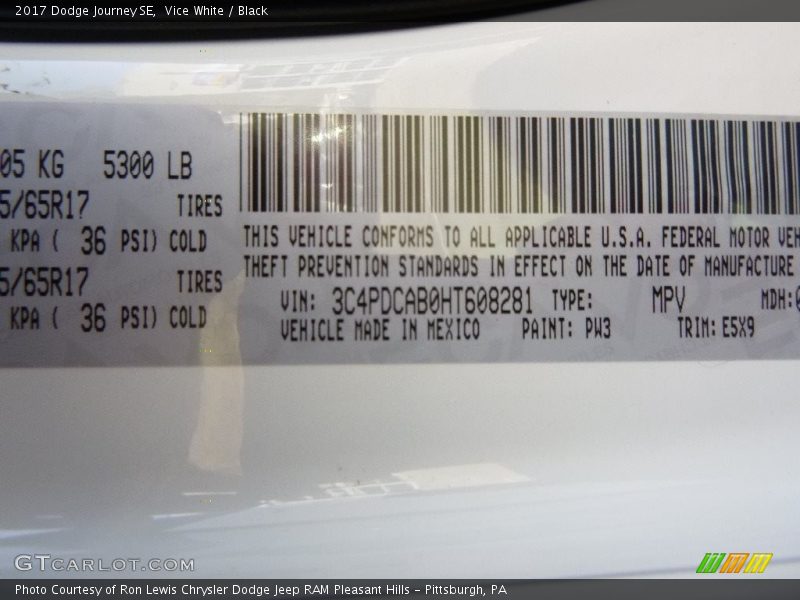 2017 Dodge Journey SE,  Vice White / Black
05 KG 5300 LB
5/65R17 TIRES
KPA ( 36 PSI) COLD
5/65R17 TIRES
KPA ( 36 PSI) COLD
THIS VEHICLE CONFORMS TO ALL APPLICABLE U.S.A. FEDERAL MOTOR VEH
THEFT PREVENTION STANDARDS IN EFFECT ON THE DATE OF MANUFACTURE
VIN: 3C4PDCAB0HT608281 TYPE: MPV MDH:0
VEHICLE MADE IN MEXICO PAINT: PW3 TRIM: E5X9
GTCARLOT.COM
Photo Courtesy of Ron Lewis Chrysler Dodge Jeep RAM Pleasant Hills - Pittsburgh, PA